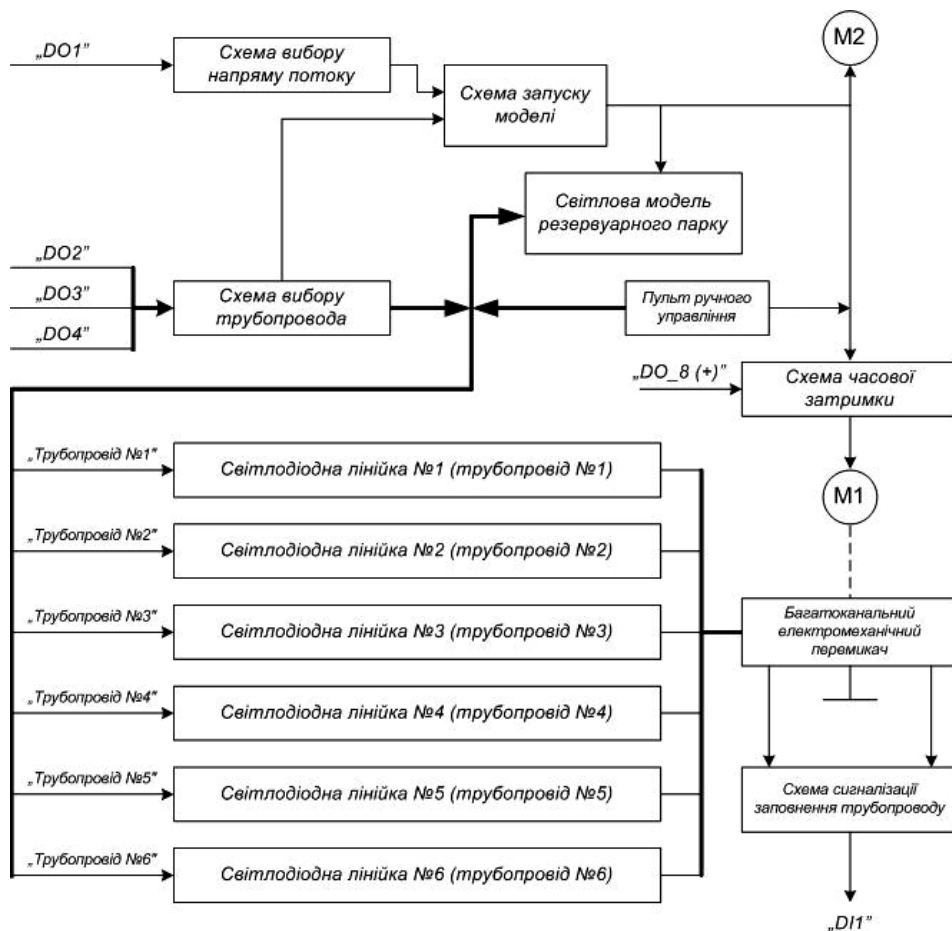 „DO1”
Схема вибору
напряму потоку
Схема запуску
моделі
M2
Світлова модель
резервуарного парку
„DO2”
„DO3”
„DO4”
Схема вибору
трубопровода
Пульт ручного
управління
„DO_8 (+)”
Схема часової
затримки
„Трубопровід №1”
Світлодіодна лінійка №1 (трубопровід №1)
M1
„Трубопровід №2”
Світлодіодна лінійка №2 (трубопровід №2)
„Трубопровід №3”
Світлодіодна лінійка №3 (трубопровід №3)
Багатоканальний
електромеханічний
перемикач
„Трубопровід №4”
Світлодіодна лінійка №4 (трубопровід №4)
„Трубопровід №5”
Світлодіодна лінійка №5 (трубопровід №5)
Схема сигналізації
заповнення трубопроводу
„Трубопровід №6”
Світлодіодна лінійка №6 (трубопровід №6)
„DI1”